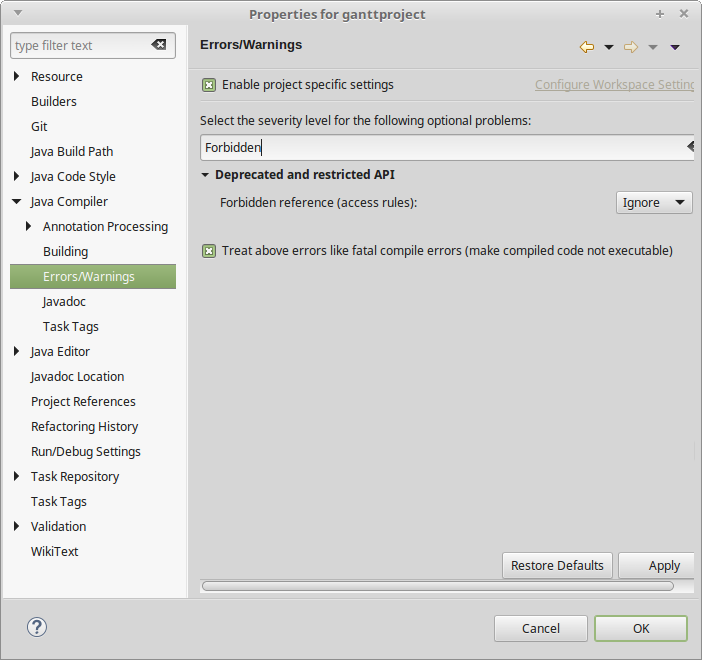 Properties for ganttproject
type filter text
Resource
Builders
Git
Java Build Path
Java Code Style
Java Compiler
Annotation Processing
Building
Errors/Warnings
Javadoc
Task Tags
Java Editor
Javadoc Location
Project References
Refactoring History
Run/Debug Settings
Task Repository
Task Tags
Validation
WikiText
Errors/Warnings
Enable project specific settings
Configure Workspace Setting
Select the severity level for the following optional problems:
Forbidden
Deprecated and restricted API
Forbidden reference (access rules): Ignore
Treat above errors like fatal compile errors (make compiled code not executable)
Restore Defaults Apply
? Cancel OK